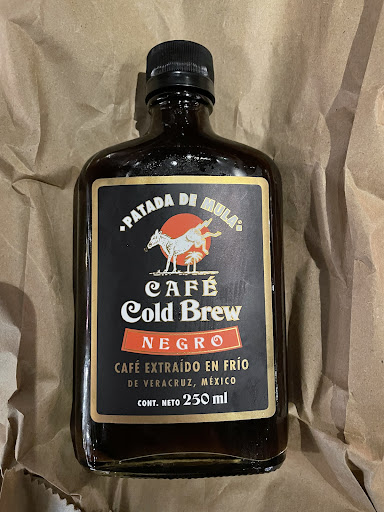 PATADA DE MULA
CAFÉ
Cold Brew
NEGRO
CAFÉ EXTRAÍDO EN FRÍO
DE VERACRUZ, MÉXICO
CONT. NETO 250 ml